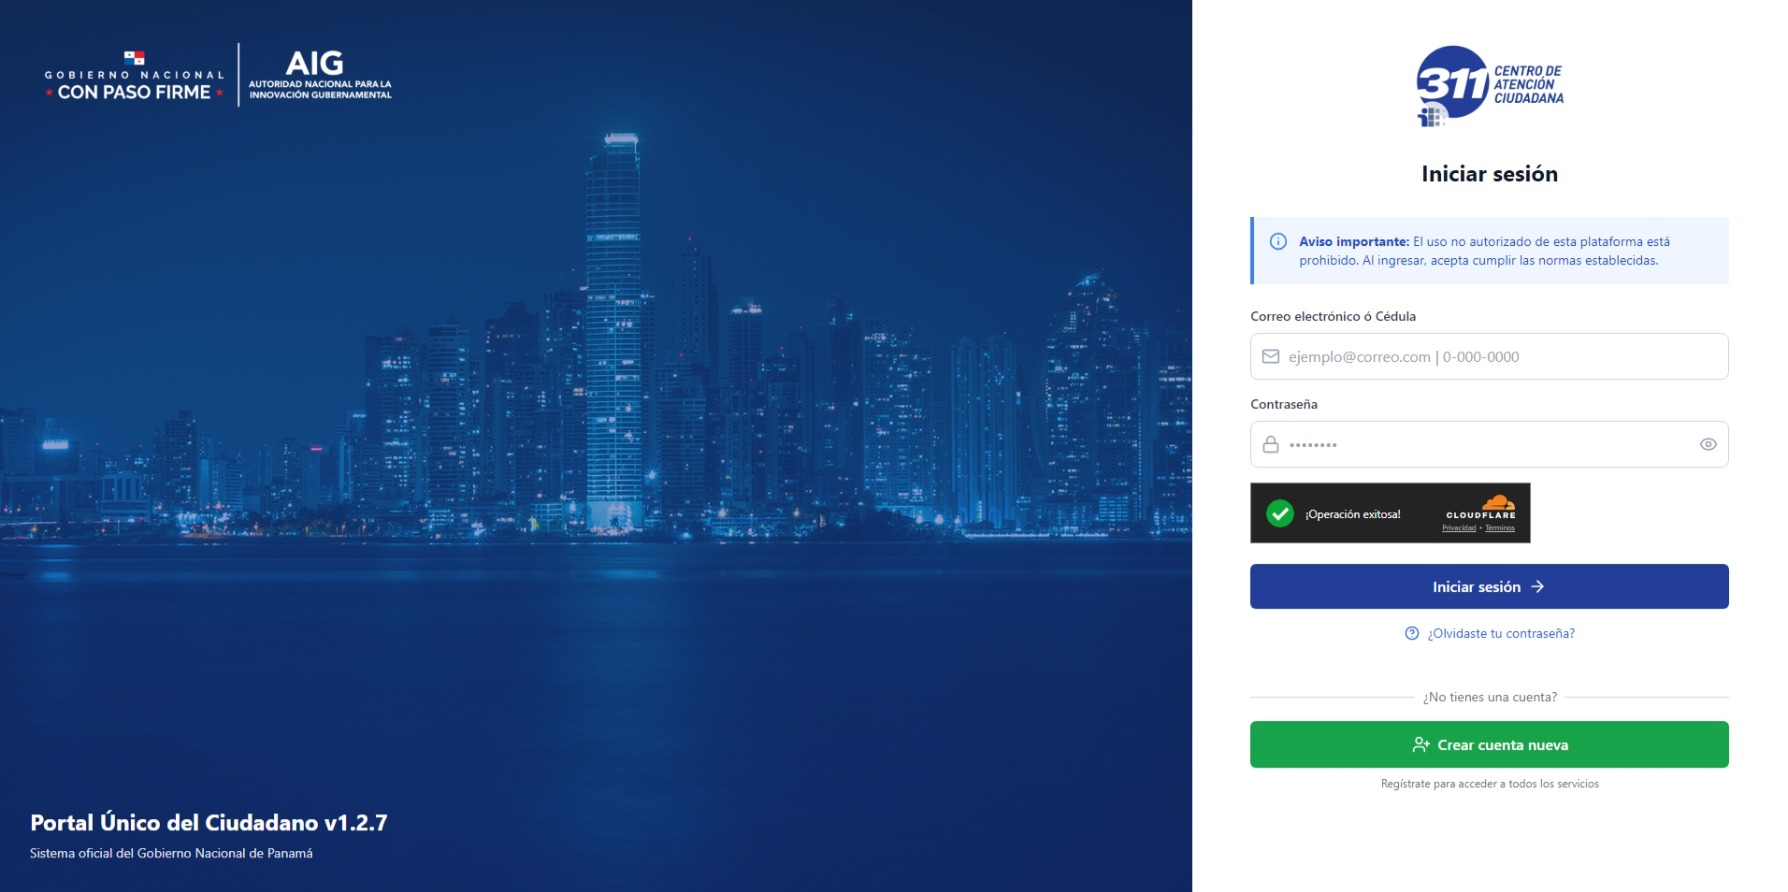 GOBIERNO NACIONAL
CON PASO FIRME
AIG
AUTORIDAD NACIONAL PARA LA
INNOVACIÓN GUBERNAMENTAL
Portal Único del Ciudadano v1.2.7
Sistema oficial del Gobierno Nacional de Panamá
311
CENTRO DE
ATENCIÓN
CIUDADANA
Iniciar sesión
Aviso importante: El uso no autorizado de esta plataforma está
prohibido. Al ingresar, acepta cumplir las normas establecidas.
Correo electrónico ó Cédula
ejemplo@correo.com | 0-000-0000
Contraseña
••••••••
¡Operación exitosa!
CLOUDFLARE
Privacidad • Términos
Iniciar sesión
¿Olvidaste tu contraseña?
¿No tienes una cuenta?
Crear cuenta nueva
Regístrate para acceder a todos los servicios